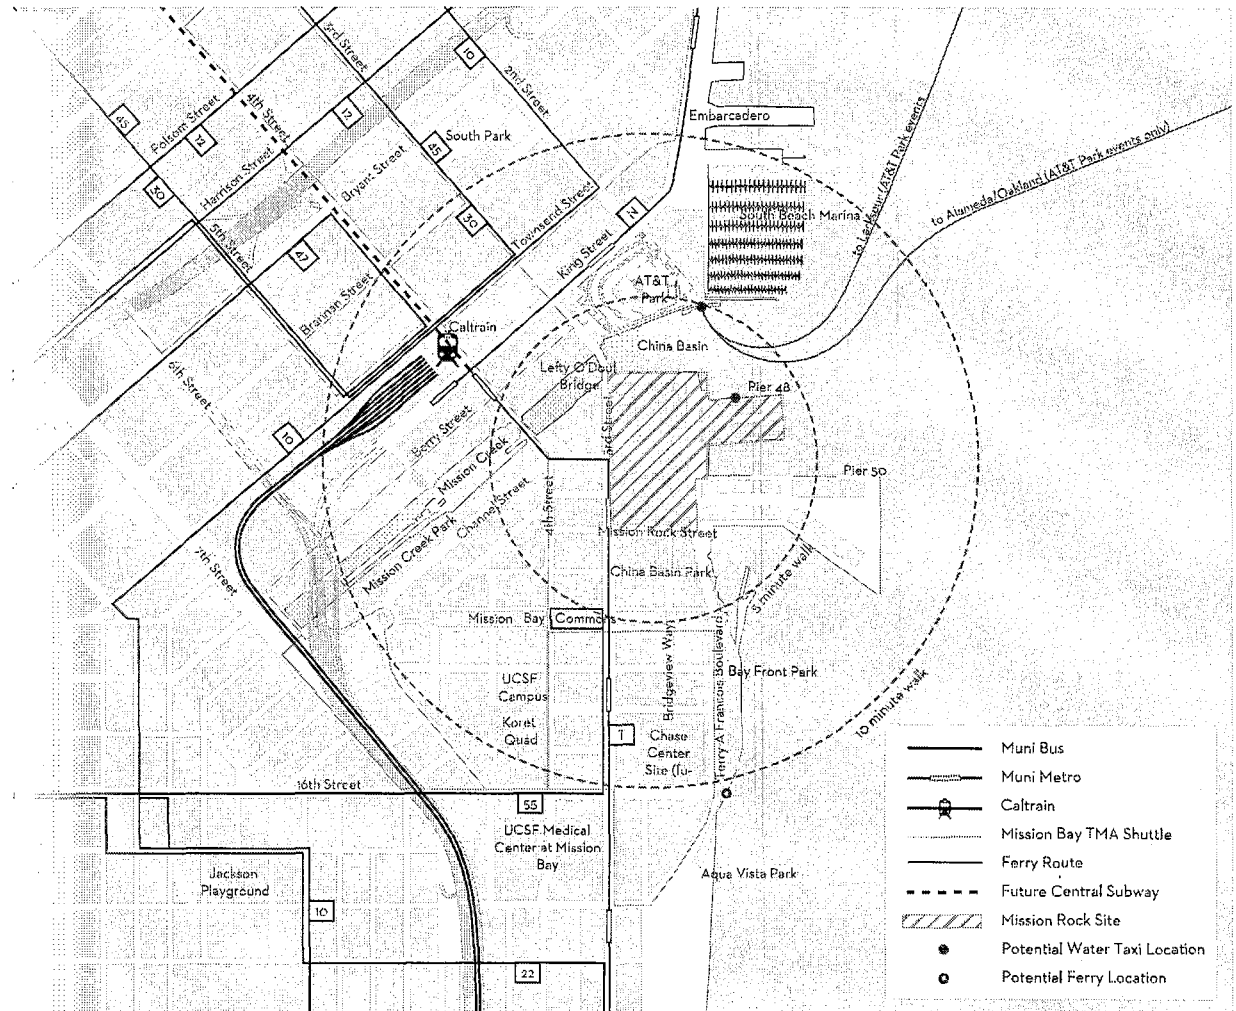 3rd Street
10
2nd Street
4th Street
45
Folsom Street
12
12
South Park
45
Embarcadero
Harrison Street
Bryant Street
30
30
5th Street
47
Townsend Street
N
King Street
South Beach Marina
to Larkspur (AT&T Park events
to Alameda/Oakland (AT&T Park events only)
Brannan Street
AT&T
Park
Caltrain
China Basin
6th Street
Lefty O'Doul
Bridge
Pier 48
10
Berry Street
3rd Street
Mission Creek
Pier 50
Channel Street
4th Street
Mission Rock Street
7th Street
Mission Creek Park
China Basin Park
5 minute walk
Mission Bay Commons
Bridgeview Way
Terry A Francois Boulevard
Bay Front Park
UCSF
Campus
Koret
Quad
T
Chase
Center
Site (fu-
10 minute walk
16th Street
55
UCSF Medical
Center at Mission
Bay
Jackson
Playground
Aqua Vista Park
10
22
Muni Bus
Muni Metro
Caltrain
Mission Bay TMA Shuttle
Ferry Route
Future Central Subway
Mission Rock Site
Potential Water Taxi Location
Potential Ferry Location